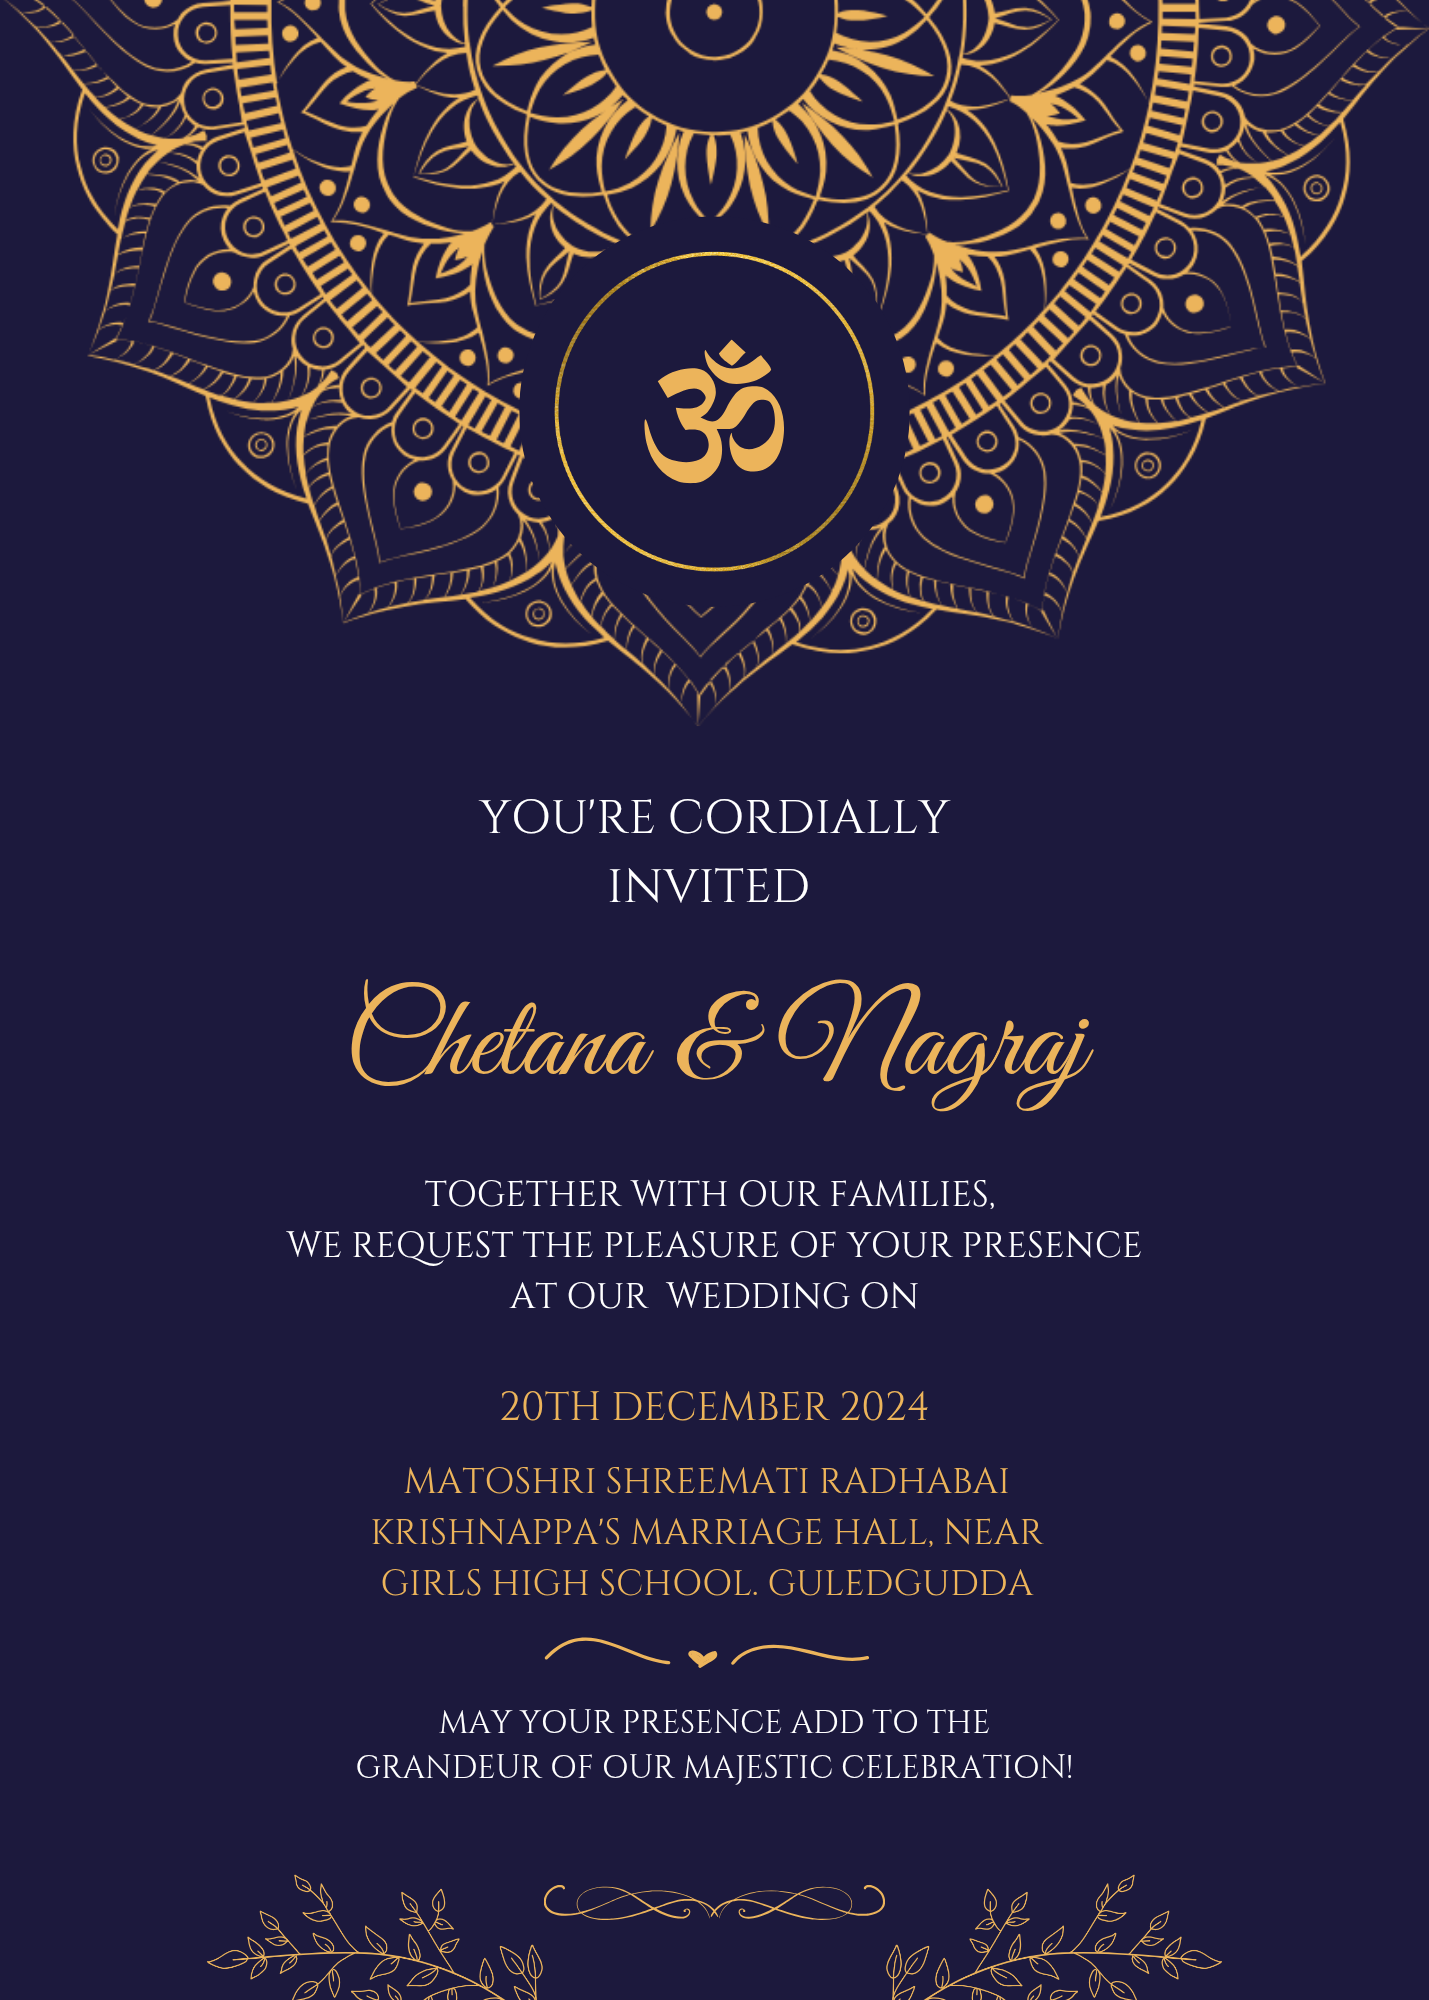 ॐ
YOU'RE CORDIALLY
INVITED
Chetana & Nagraj
TOGETHER WITH OUR FAMILIES,
WE REQUEST THE PLEASURE OF YOUR PRESENCE
AT OUR  WEDDING ON
20TH DECEMBER 2024
MATOSHRI SHREEMATI RADHABAI
KRISHNAPPA'S MARRIAGE HALL, NEAR
GIRLS HIGH SCHOOL. GULEDGUDDA
MAY YOUR PRESENCE ADD TO THE
GRANDEUR OF OUR MAJESTIC CELEBRATION!